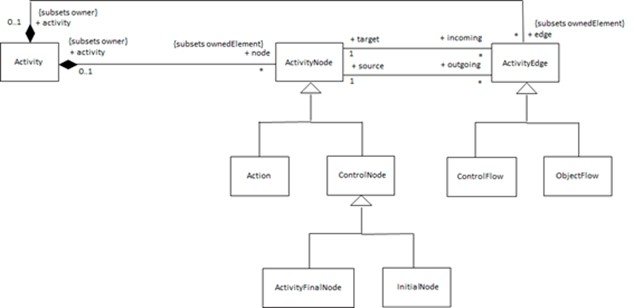 {subsets owner}
0..1
+ activity
{subsets owner}
+ activity
0..1
Activity
{subsets ownedElement}
+ node
*
ActivityNode
+ target
+ incoming
1
*
+ source
+ outgoing
1
*
{subsets ownedElement}
* + edge
ActivityEdge
Action
ControlNode
ControlFlow
ObjectFlow
ActivityFinalNode
InitialNode